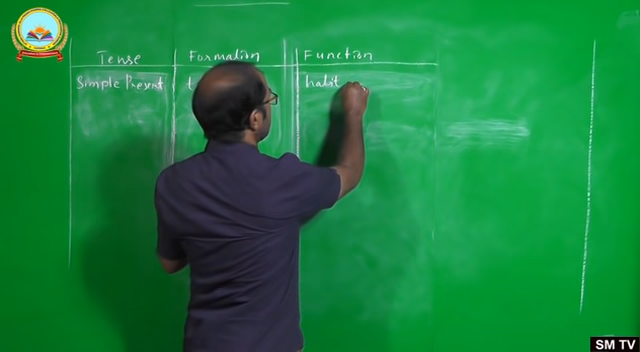 Tense Formation Function
Simple Present habit
SM TV